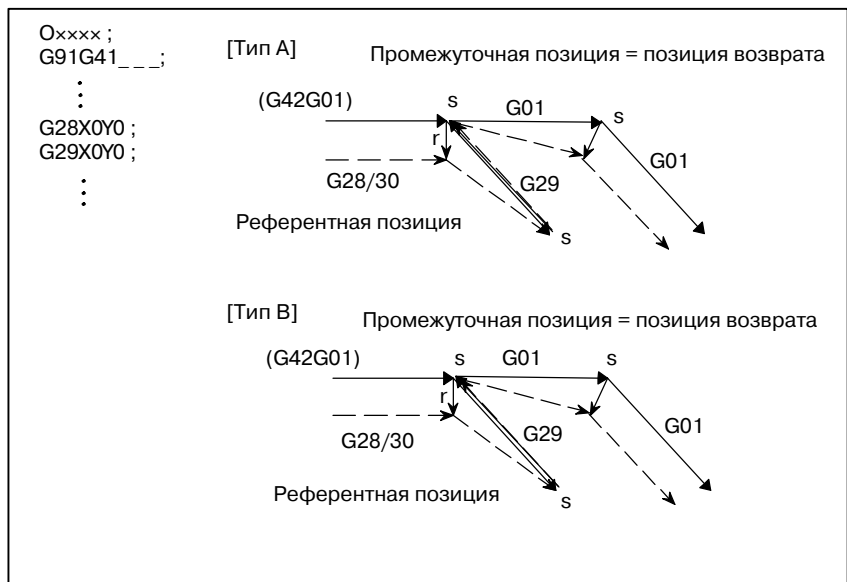 O×××× ;
G91G41_ _ _;
G28X0Y0 ;
G29X0Y0 ;
[Тип A]
Промежуточная позиция = позиция возврата
(G42G01)
s
G01
s
r
G01
G28/30
G29
Референтная позиция
s
[Тип B]
Промежуточная позиция = позиция возврата
(G42G01)
s
G01
s
r
G01
G28/30
G29
Референтная позиция
s